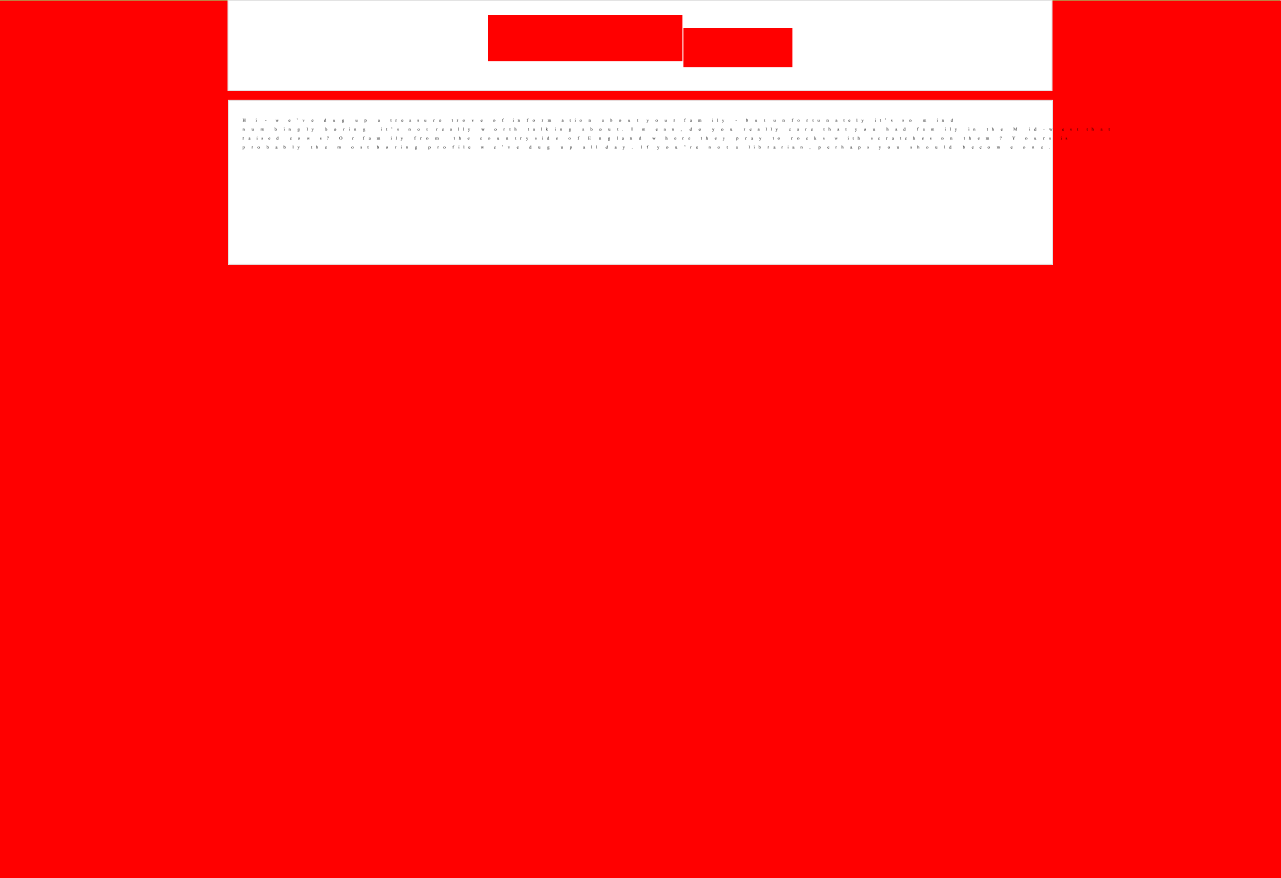 Hi - we've dug up a treasure trove of information about your family - but unfortunately it's so mind
numbingly boring it's not really worth talking about. I mean, do you really care that you had family in the Mid-w
raised cows? Or family from the countryside of England where they pray to rocks with scratches on them? Yours
probably the most boring profile we've dug up all day. If you're not a librarian, perhaps you should become one.